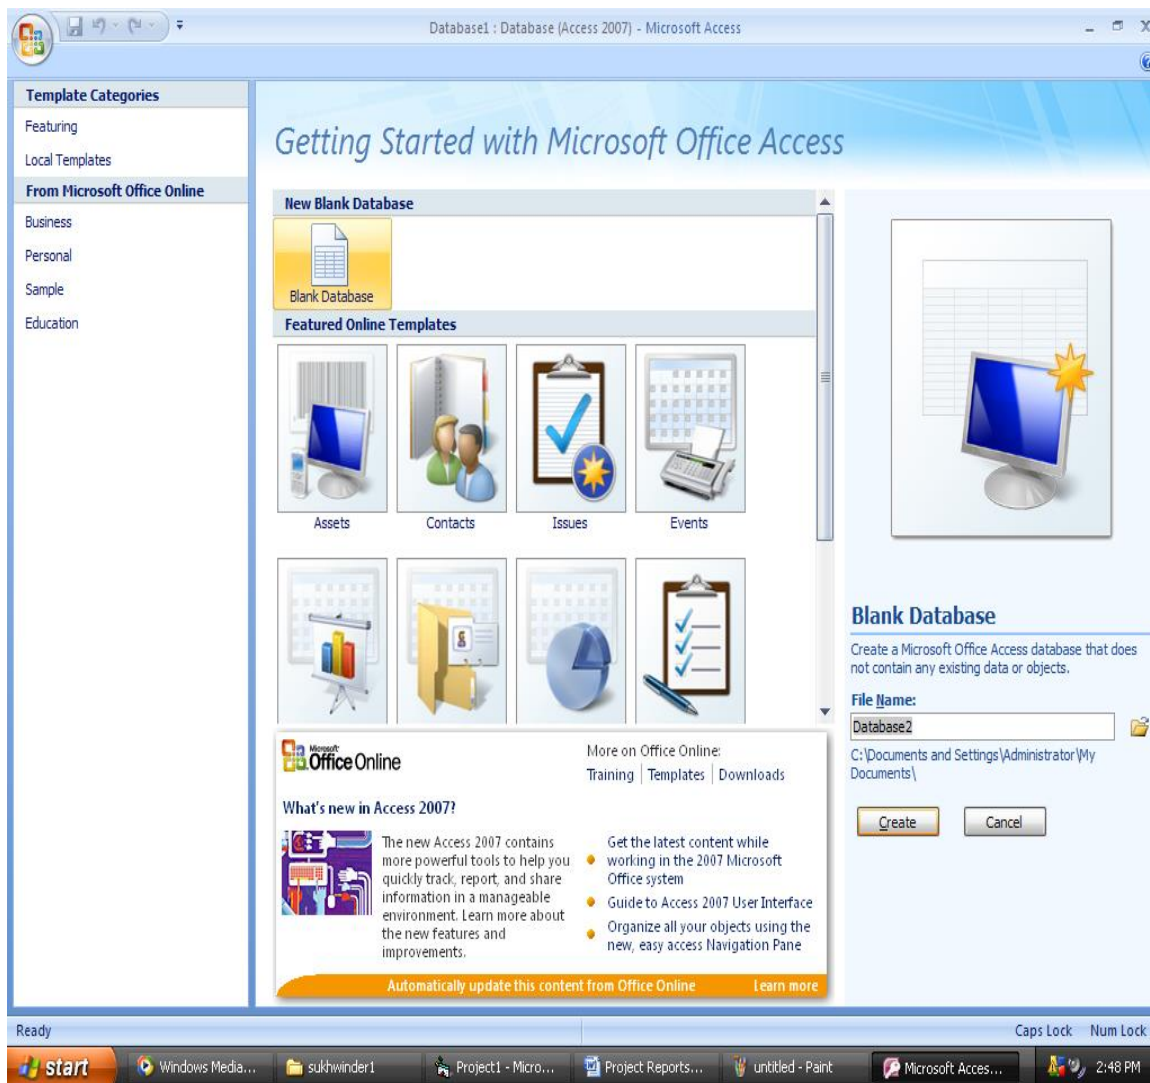 Database1 : Database (Access 2007) - Microsoft Access
Template Categories
Featuring
Local Templates
From Microsoft Office Online
Business
Personal
Sample
Education
Getting Started with Microsoft Office Access
New Blank Database
Blank Database
Featured Online Templates
Assets
Contacts
Issues
Events
Microsoft
Office Online
More on Office Online:
Training | Templates | Downloads
What's new in Access 2007?
The new Access 2007 contains
more powerful tools to help you
quickly track, report, and share
information in a manageable
environment. Learn more about
the new features and
improvements.
Get the latest content while
working in the 2007 Microsoft
Office system
Guide to Access 2007 User Interface
Organize all your objects using the
new, easy access Navigation Pane
Automatically update this content from Office Online
Learn more
Blank Database
Create a Microsoft Office Access database that does
not contain any existing data or objects.
File Name:
Database2
C:\Documents and Settings\Administrator\My
Documents\
Create
Cancel
Ready
Caps Lock
Num Lock
start
Windows Media...
sukhwinder1
Project1 - Micro...
Project Reports...
untitled - Paint
Microsoft Acces...
2:48 PM